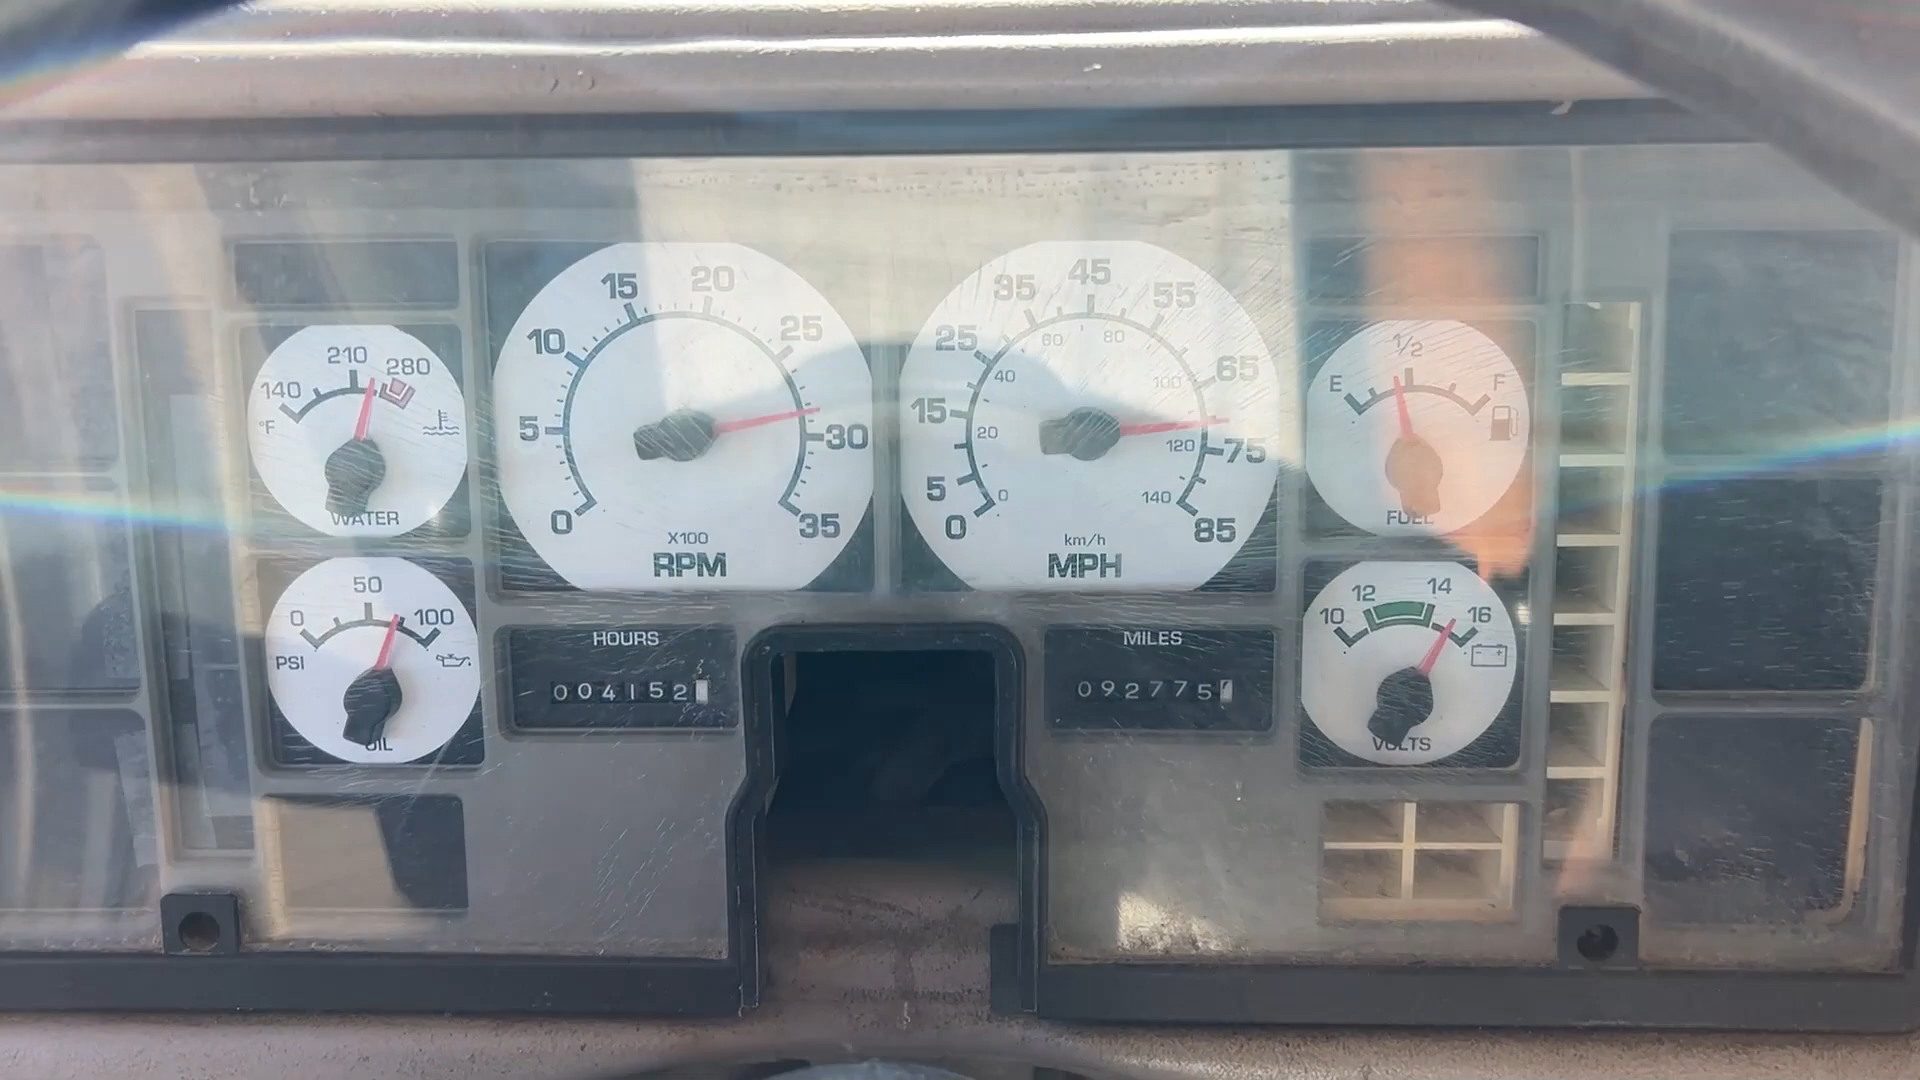 140 210 280
°F
WATER
0 50 100
PSI
OIL
0 5 10 15 20 25 30 35
X100
RPM
HOURS
004152
0 5 15 25 35 45 55 65 75 85
0 20 40 60 80 100 120 140
km/h
MPH
MILES
092775
E 1/2 F
FUEL
10 12 14 16
- +
VOLTS